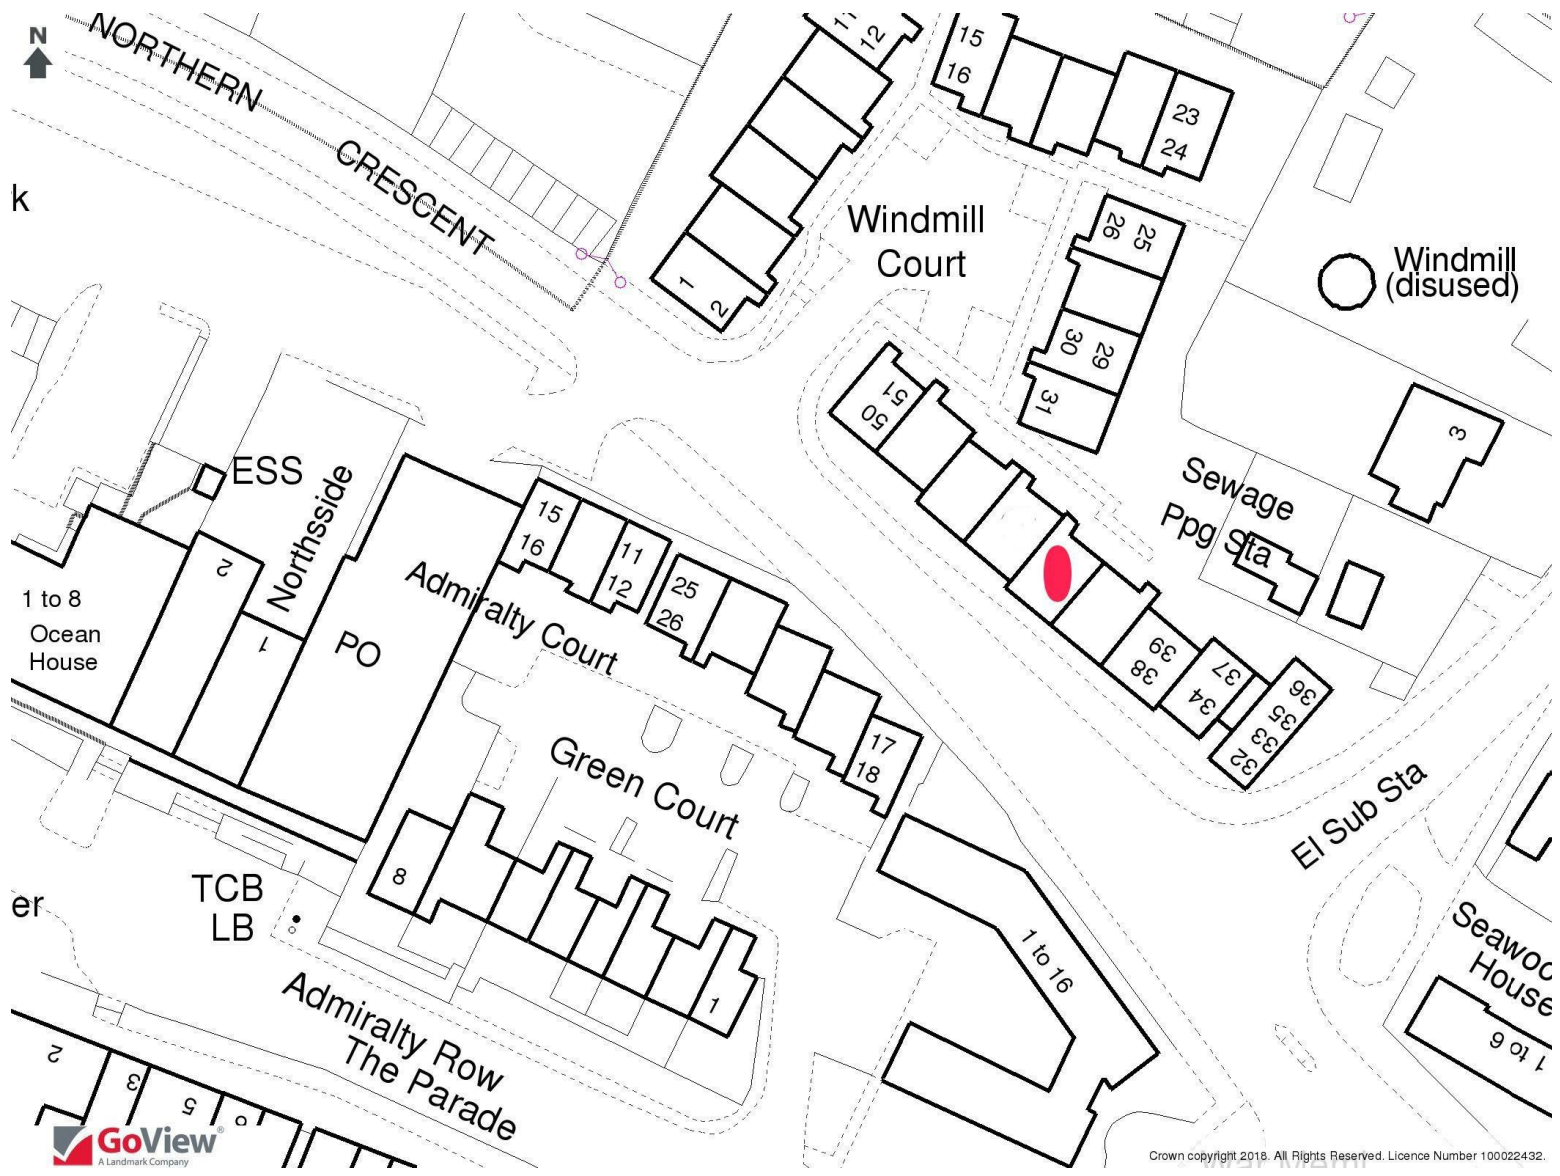 N
NORTHERN
CRESCENT
k
12
15
16
23
24
Windmill
Court
26
25
Windmill
(disused)
1
2
30
29
31
51
50
3
Sewage
Ppg Sta
ESS
Northsside
15
16
11
12
25
26
Admiralty Court
2
1
1 to 8
Ocean
House
PO
39
38
37
34
36
35
33
32
17
18
Green Court
El Sub Sta
8
TCB
LB
er
1 to 16
1
Seawoo
House
1 to 6
Admiralty Row
The Parade
2
3
5
GoView®
A Landmark Company
Crown copyright 2018. All Rights Reserved. Licence Number 100022432.